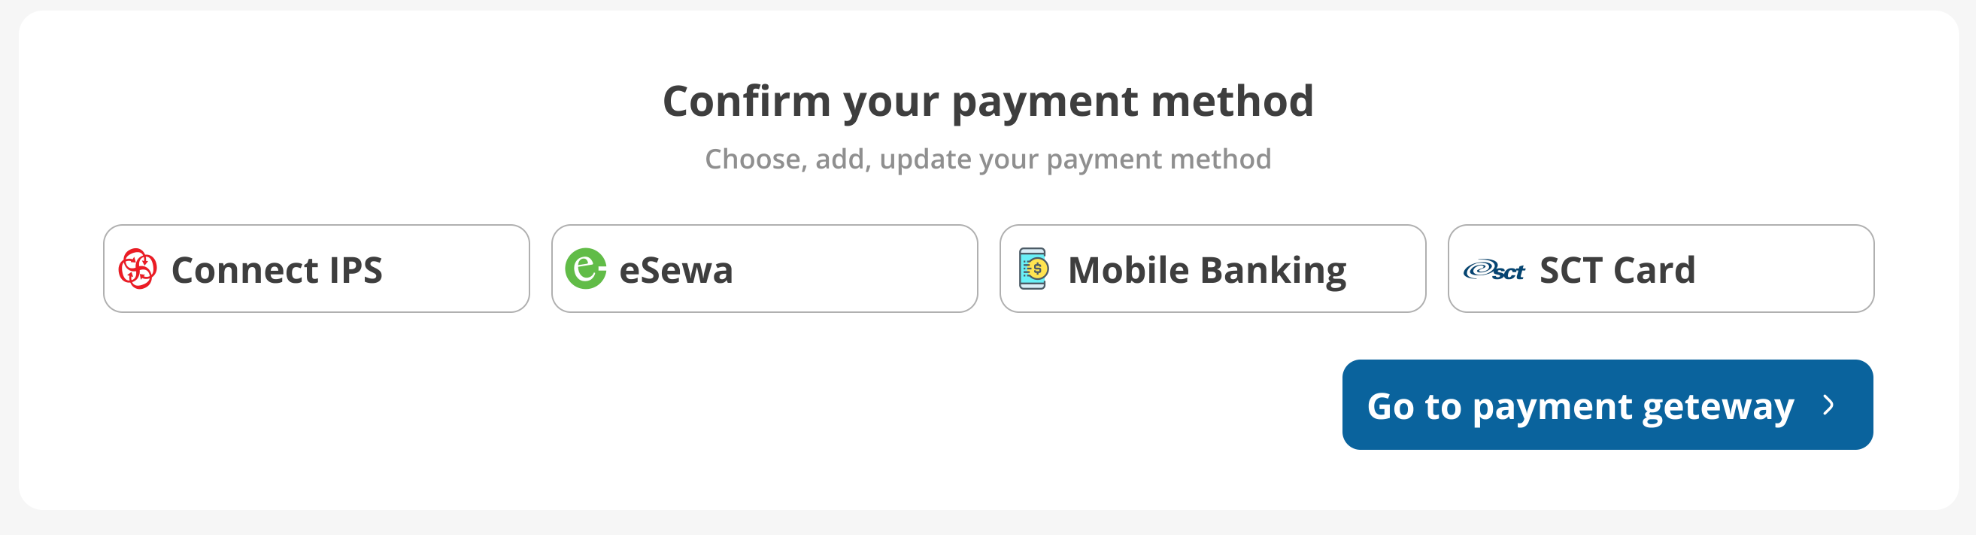 Confirm your payment method
Choose, add, update your payment method
Connect IPS
e eSewa
Mobile Banking
sct SCT Card
Go to payment geteway